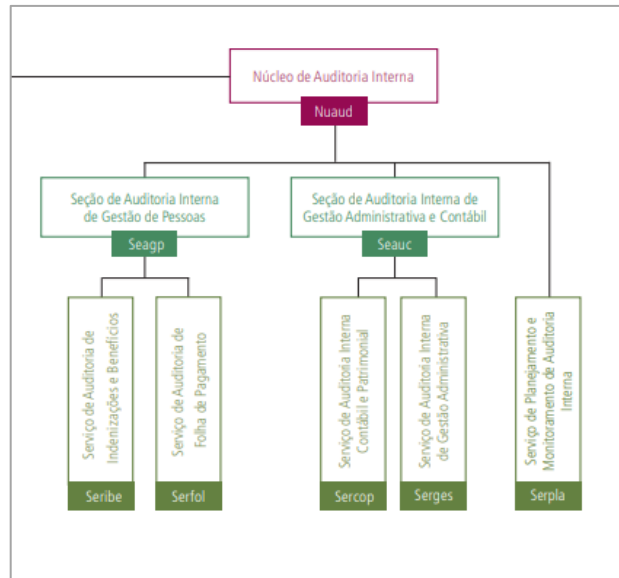 Núcleo de Auditoria Interna
Nuaud
Seção de Auditoria Interna
de Gestão de Pessoas
Seagp
Seção de Auditoria Interna de
Gestão Administrativa e Contábil
Seauc
Serviço de Auditoria de
Indenizações e Benefícios
Seribe
Serviço de Auditoria de
Folha de Pagamento
Serfol
Serviço de Auditoria Interna
Contábil e Patrimonial
Sercop
Serviço de Auditoria Interna
de Gestão Administrativa
Serges
Serviço de Planejamento e
Monitoramento de Auditoria
Interna
Serpla